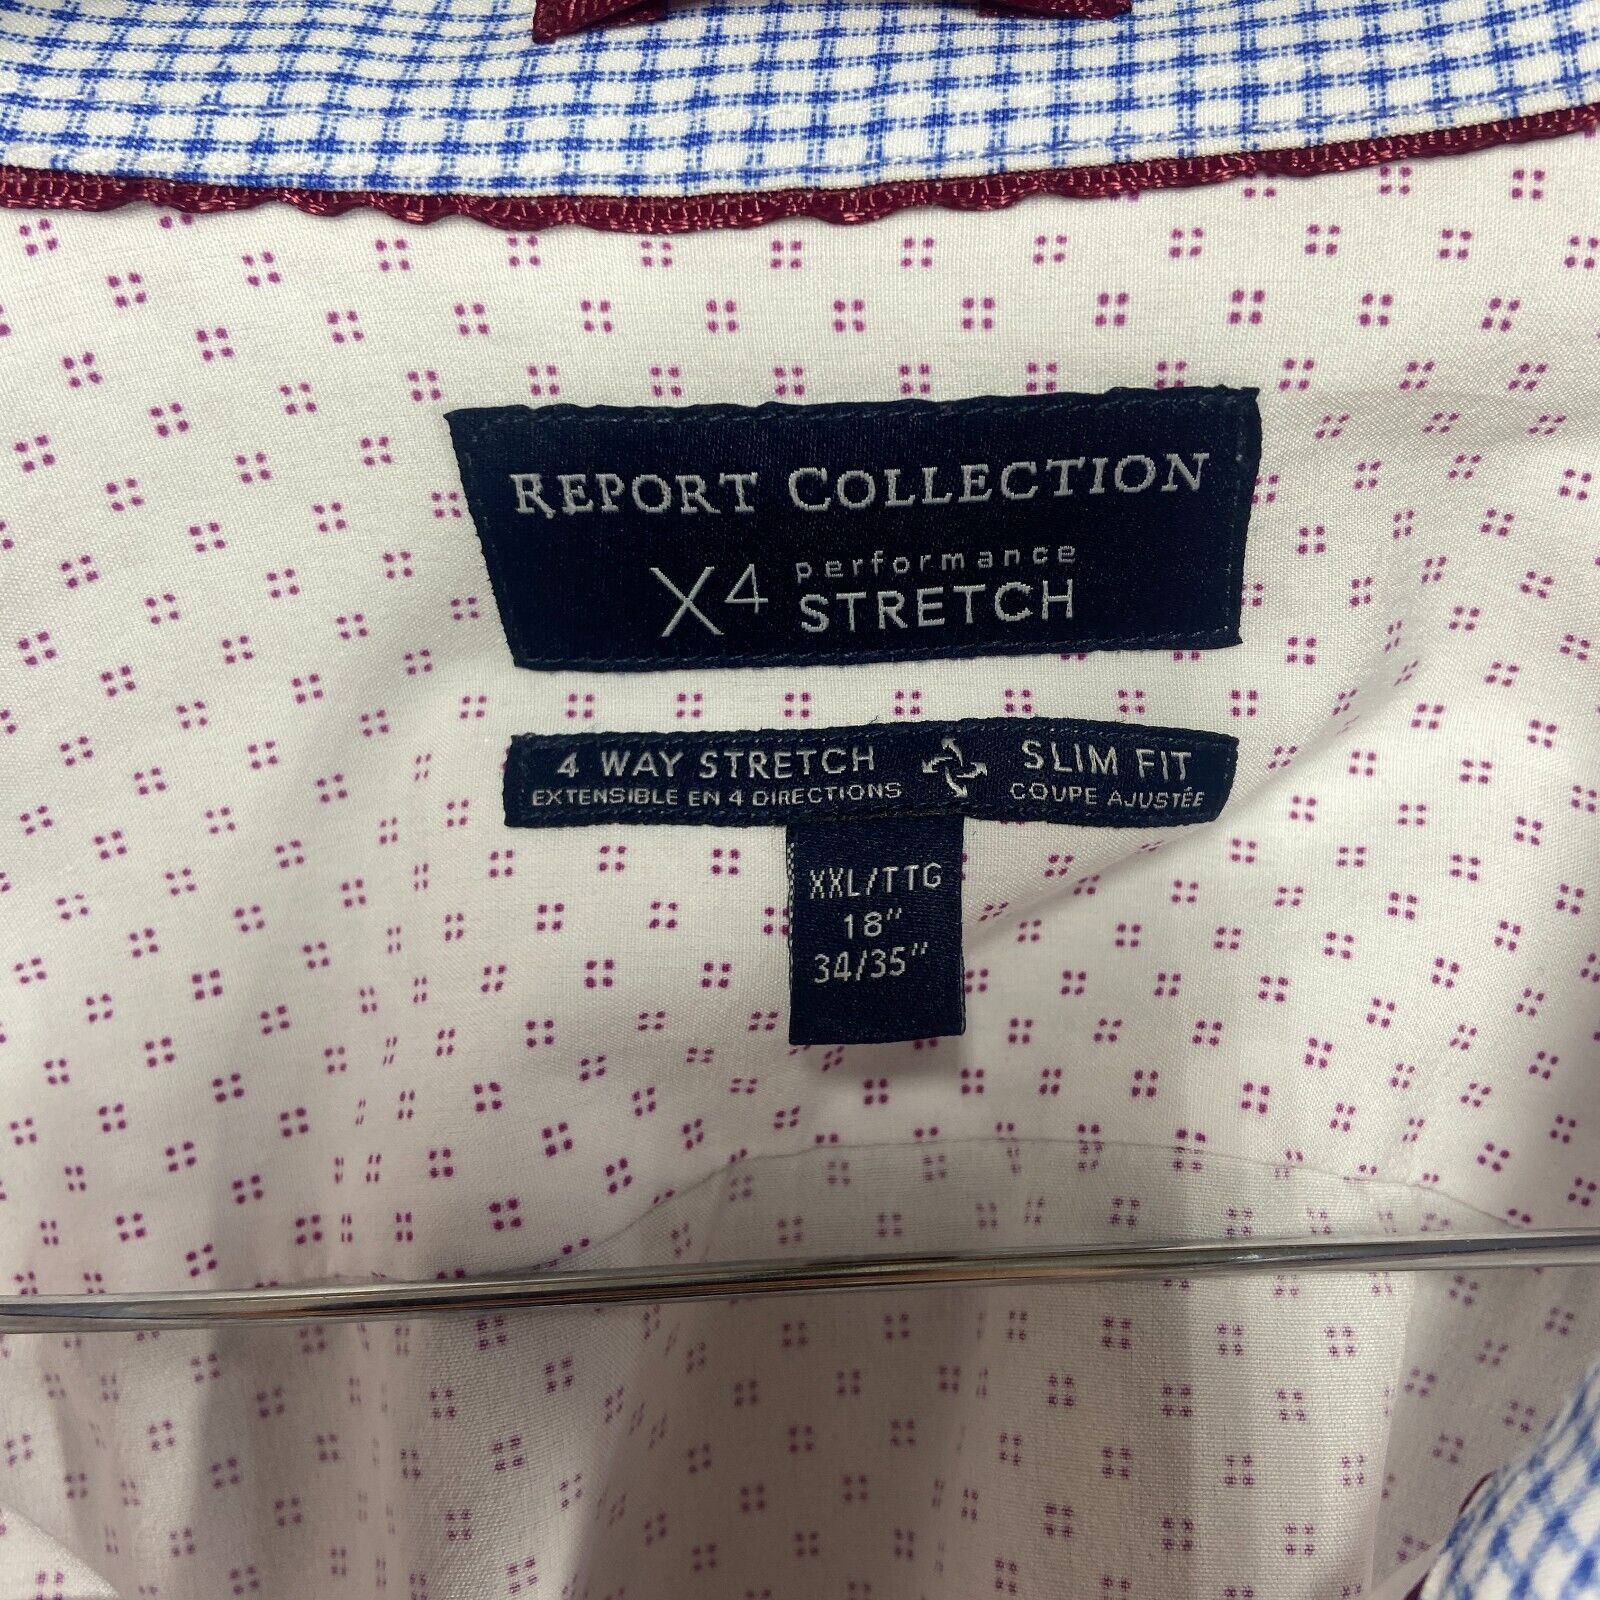 REPORT COLLECTION
X4 performance STRETCH
4 WAY STRETCH SLIM FIT
EXTENSIBLE EN 4 DIRECTIONS COUPE AJUSTÉE
XXL/TTG
18"
34/35"